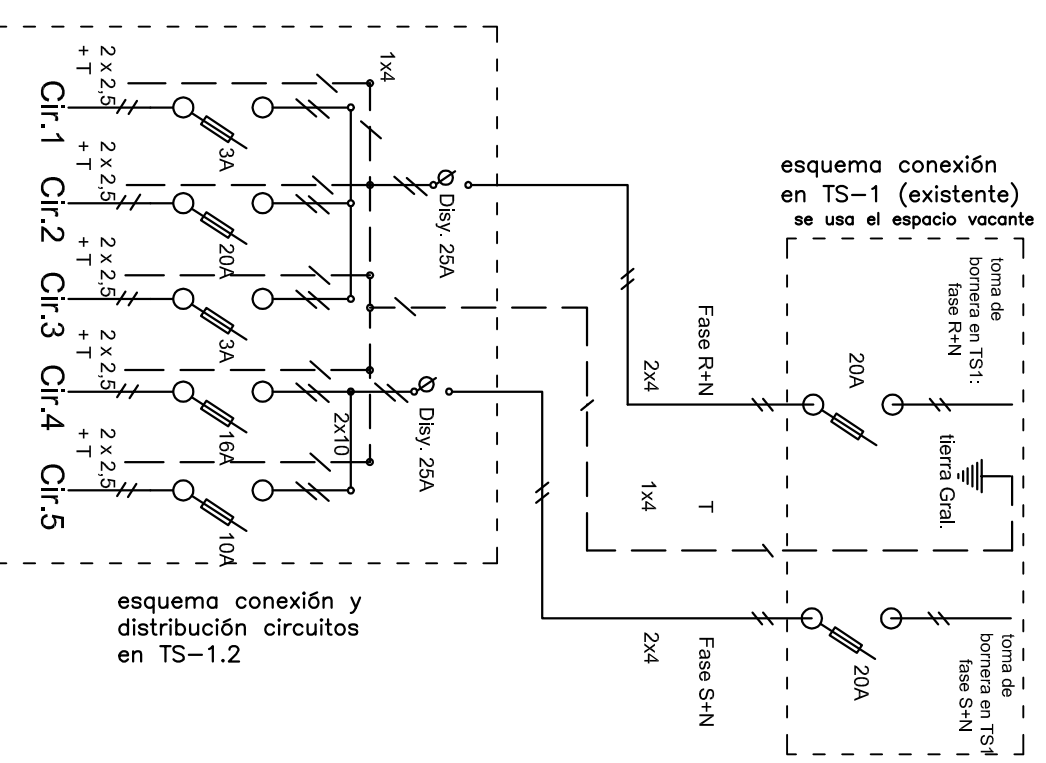 esquema conexión
en TS-1 (existente)
se usa el espacio vacante
toma de
bornera en TS1:
fase R+N
20A
tierra Gral.
toma de
bornera en TS1
fase S+N
20A
Fase R+N
2x4
T
1x4
Fase S+N
2x4
1x4
Disy. 25A
Disy. 25A
2x10
2 x 2,5
+ T
Cir.1
3A
2 x 2,5
+ T
Cir.2
20A
2 x 2,5
+ T
Cir.3
3A
2 x 2,5
+ T
Cir.4
16A
2 x 2,5
+ T
Cir.5
10A
esquema conexión y
distribución circuitos
en TS-1.2